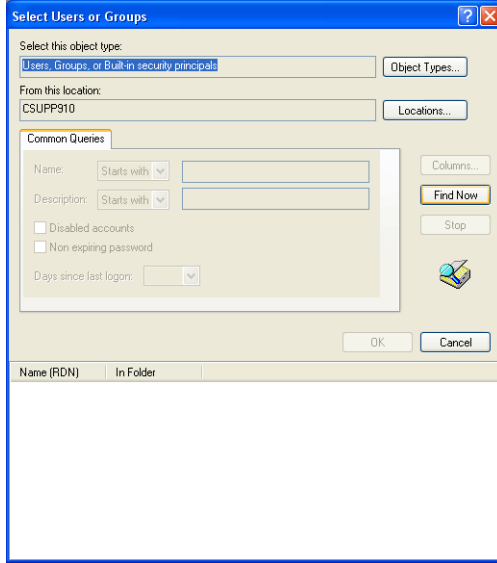 Select Users or Groups
Select this object type:
Users, Groups, or Built-in security principals
Object Types...
From this location:
CSUPP910
Locations...
Common Queries
Name: Starts with
Description: Starts with
Disabled accounts
Non expiring password
Days since last logon:
Columns...
Find Now
Stop
OK Cancel
Name (RDN) In Folder